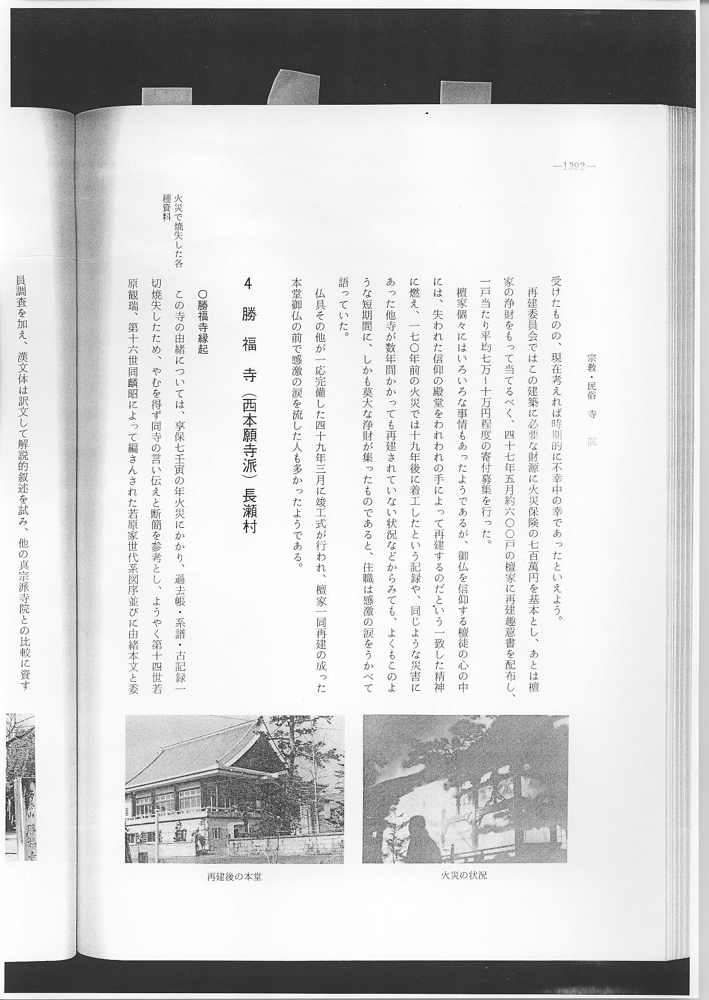 ―1392―
宗教・民俗 寺 院
受けたものの、現在考えれば時期的に不幸中の幸であったといえよう。
再建委員会ではこの建築に必要な財源に火災保険の七百萬円を基本とし、あとは檀
家の浄財をもって当てるべく、四十七年五月約六〇〇戸の檀家に再建趣意書を配布し、
一戸当たり平均七万〜十万円程度の寄付募集を行った。
檀家個々にはいろいろな事情もあったようであるが、御仏を信仰する檀徒の心の中
には、失われた信仰の殿堂をわれわれの手によって再建するのだという一致した精神
に燃え、一七〇年前の火災では十九年後に着工したという記録や、同じような災害に
あった他寺が数年間かかっても再建されていない状況などからみても、よくもこのよ
うな短期間に、しかも莫大な浄財が集ったものであると、住職は感激の涙をうかべて
語っていた。
仏具その他が一応完備した四十九年三月に竣工式が行われ、檀家一同再建の成った
本堂御仏の前で感激の涙を流した人も多かったようである。
4 勝福寺（西本願寺派）長瀬村
〇勝福寺縁起
火災で焼失した各
種資料
この寺の由緒については、享保七壬寅の年火災にかかり、過去帳・系譜・古記録一
切焼失したため、やむを得ず同寺の言い伝えと断簡を参考とし、ようやく第十四世若
原観瑞、第十六世同麟昭によって編さんされた若原家世代系図序並びに由緒本文と委
火災の状況
再建後の本堂
員調査を加え、漢文体は訳文して解説的叙述を試み、他の真宗派寺院との比較に資す
山勝福寺